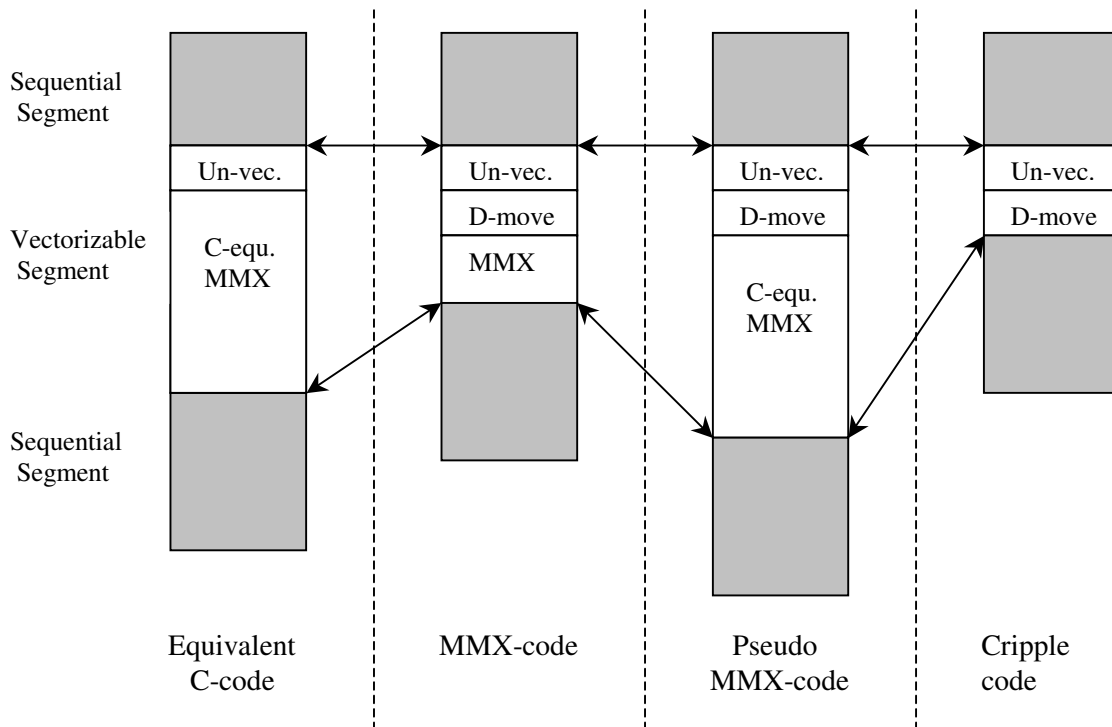 Sequential
Segment
Vectorizable
Segment
Sequential
Segment
Un-vec.
C-equ.
MMX
Equivalent
C-code
Un-vec.
D-move
MMX
MMX-code
Un-vec.
D-move
C-equ.
MMX
Pseudo
MMX-code
Un-vec.
D-move
Cripple
code